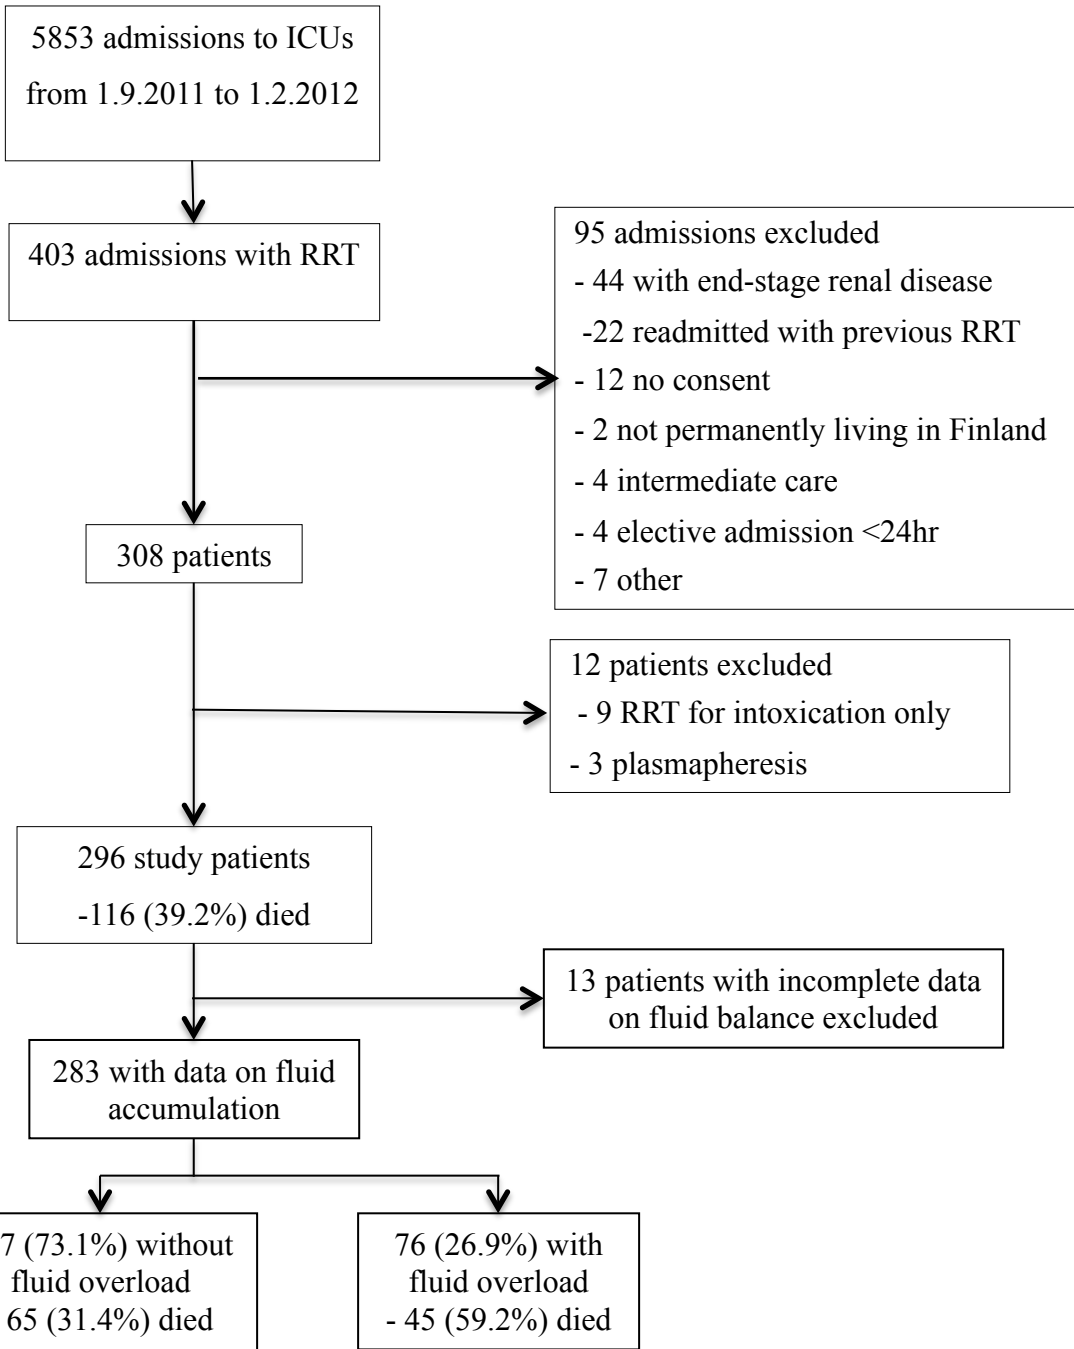 5853 admissions to ICUs
from 1.9.2011 to 1.2.2012
403 admissions with RRT
95 admissions excluded
- 44 with end-stage renal disease
-22 readmitted with previous RRT
- 12 no consent
- 2 not permanently living in Finland
- 4 intermediate care
- 4 elective admission <24hr
- 7 other
308 patients
12 patients excluded
- 9 RRT for intoxication only
- 3 plasmapheresis
296 study patients
-116 (39.2%) died
13 patients with incomplete data
on fluid balance excluded
283 with data on fluid
accumulation
7 (73.1%) without
fluid overload
65 (31.4%) died
76 (26.9%) with
fluid overload
- 45 (59.2%) died